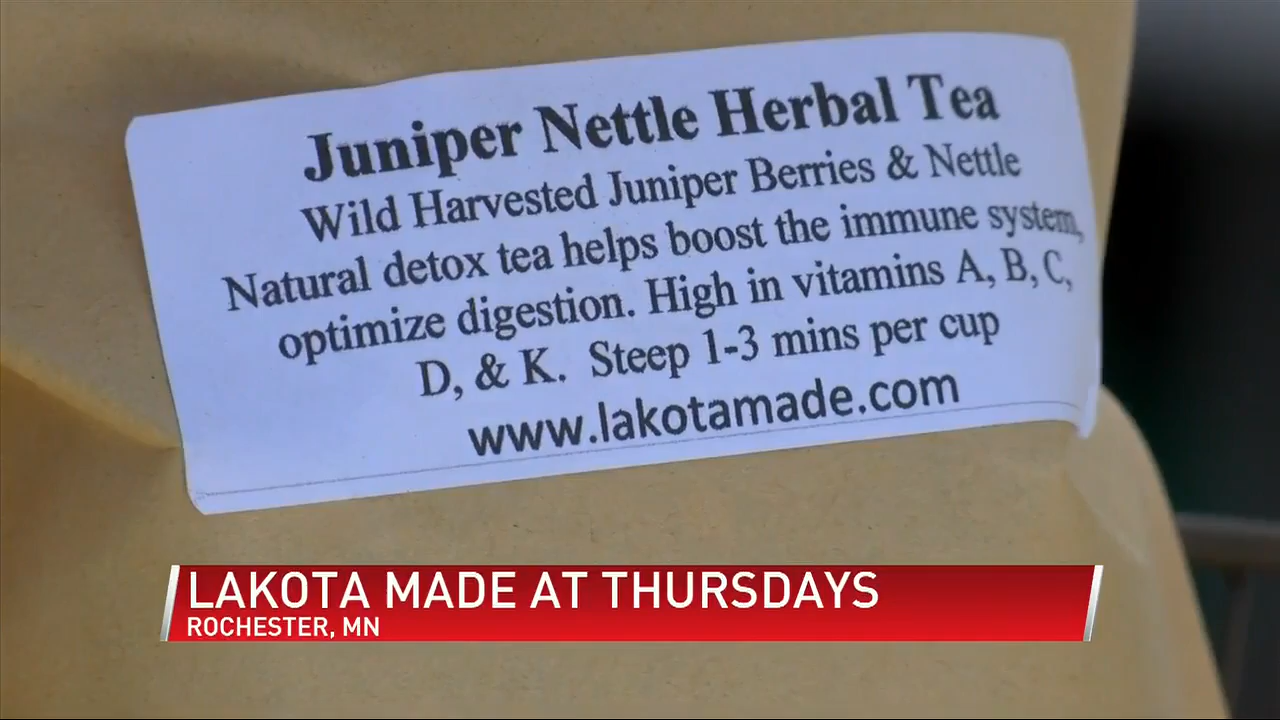 Juniper Nettle Herbal Tea
Wild Harvested Juniper Berries & Nettle
Natural detox tea helps boost the immune system,
optimize digestion. High in vitamins A, B, C,
D, & K. Steep 1-3 mins per cup
www.lakotamade.com
LAKOTA MADE AT THURSDAYS
ROCHESTER, MN